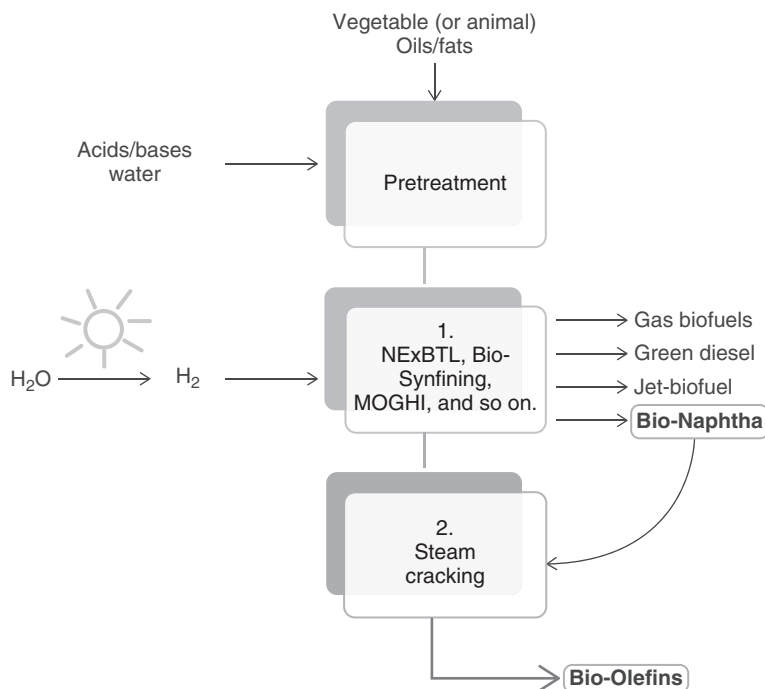 Vegetable (or animal)
Oils/fats
Acids/bases
water
Pretreatment
1.
NExBTL, Bio-
Synfining,
MOGHI, and so on.
H₂O
H₂
Gas biofuels
Green diesel
Jet-biofuel
Bio-Naphtha
2.
Steam
cracking
Bio-Olefins